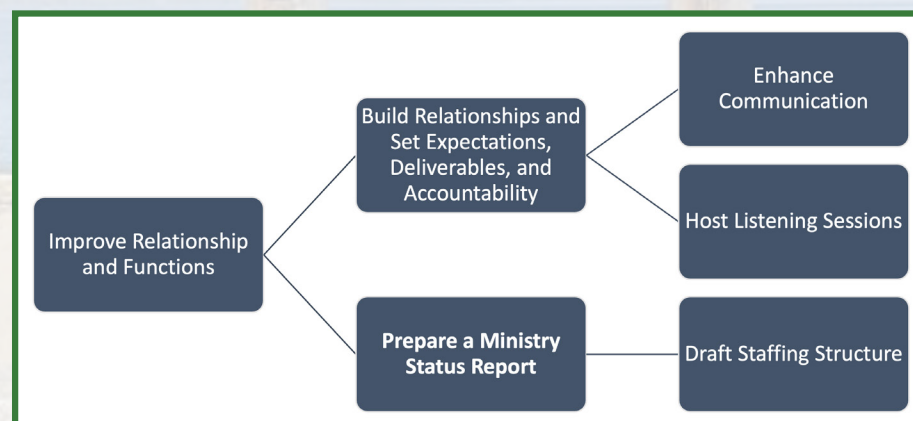 Improve Relationship
and Functions
Build Relationships and
Set Expectations,
Deliverables, and
Accountability
Prepare a Ministry
Status Report
Enhance
Communication
Host Listening Sessions
Draft Staffing Structure